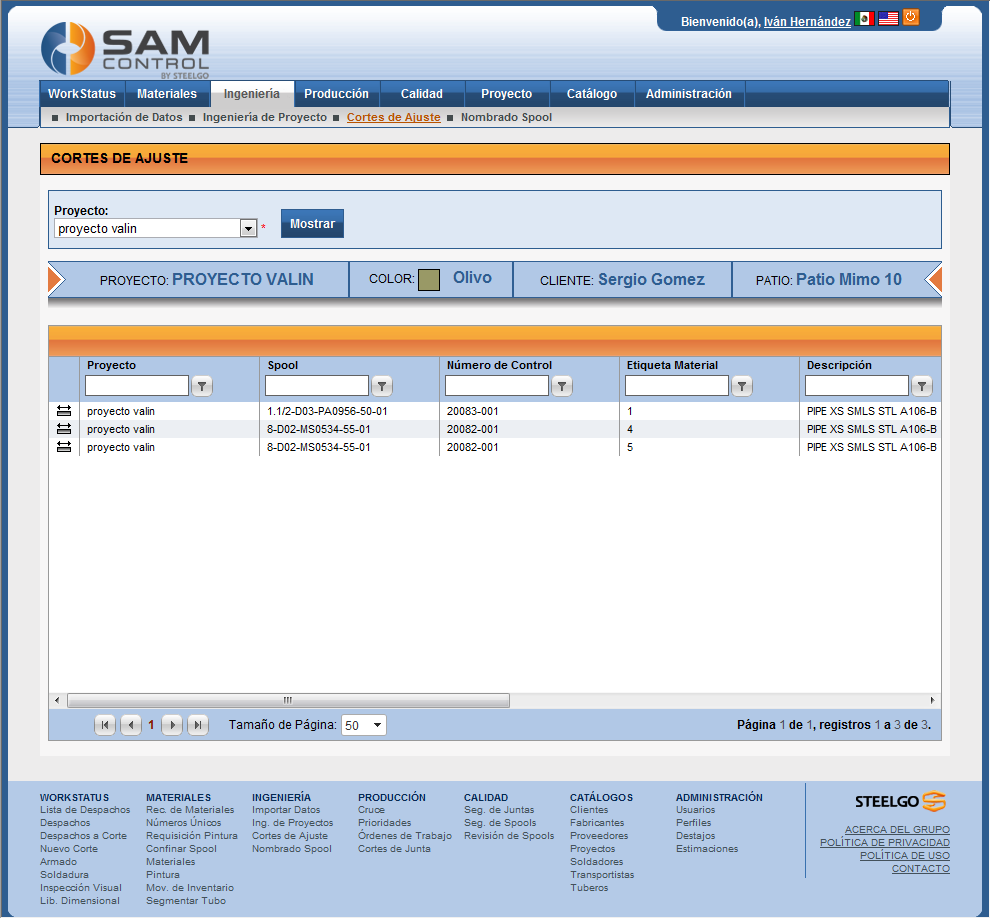 Bienvenido(a), Iván Hernández
SAM
CONTROL
BY STEELGO
WorkStatus Materiales Ingeniería Producción Calidad Proyecto Catálogo Administración
Importación de Datos Ingeniería de Proyecto Cortes de Ajuste Nombrado Spool
CORTES DE AJUSTE
Proyecto:
proyecto valin * Mostrar
PROYECTO: PROYECTO VALIN COLOR: Olivo CLIENTE: Sergio Gomez PATIO: Patio Mimo 10
Proyecto Spool Número de Control Etiqueta Material Descripción
proyecto valin 1.1/2-D03-PA0956-50-01 20083-001 1 PIPE XS SMLS STL A106-B
proyecto valin 8-D02-MS0534-55-01 20082-001 4 PIPE XS SMLS STL A106-B
proyecto valin 8-D02-MS0534-55-01 20082-001 5 PIPE XS SMLS STL A106-B
1 Tamaño de Página: 50 Página 1 de 1, registros 1 a 3 de 3.
WORKSTATUS
Lista de Despachos
Despachos
Despachos a Corte
Nuevo Corte
Armado
Soldadura
Inspección Visual
Lib. Dimensional
MATERIALES
Rec. de Materiales
Números Únicos
Requisición Pintura
Confinar Spool
Materiales
Pintura
Mov. de Inventario
Segmentar Tubo
INGENIERÍA
Importar Datos
Ing. de Proyectos
Cortes de Ajuste
Nombrado Spool
PRODUCCIÓN
Cruce
Prioridades
Órdenes de Trabajo
Cortes de Junta
CALIDAD
Seg. de Juntas
Seg. de Spools
Revisión de Spools
CATÁLOGOS
Clientes
Fabricantes
Proveedores
Proyectos
Soldadores
Transportistas
Tuberos
ADMINISTRACIÓN
Usuarios
Perfiles
Destajos
Estimaciones
STEELGO
ACERCA DEL GRUPO
POLÍTICA DE PRIVACIDAD
POLÍTICA DE USO
CONTACTO